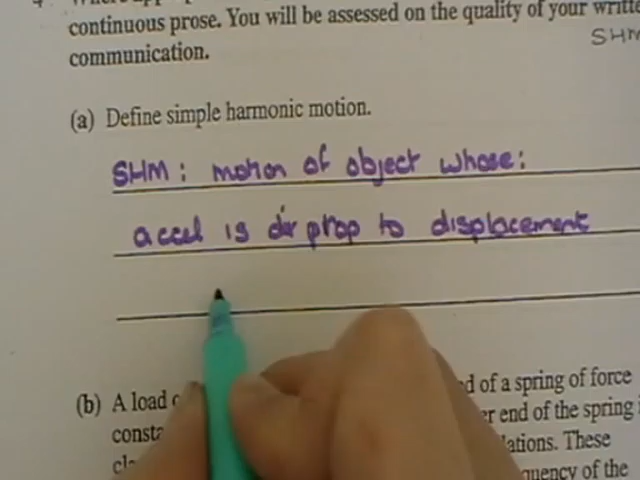 continuous prose. You will be assessed on the quality of your
communication.
SHM
(a) Define simple harmonic motion.
SHM: motion of object whose:
accel is dir prop to displacement
(b) A load
d of a spring of force
er end of the spring
lations. These
quency of the